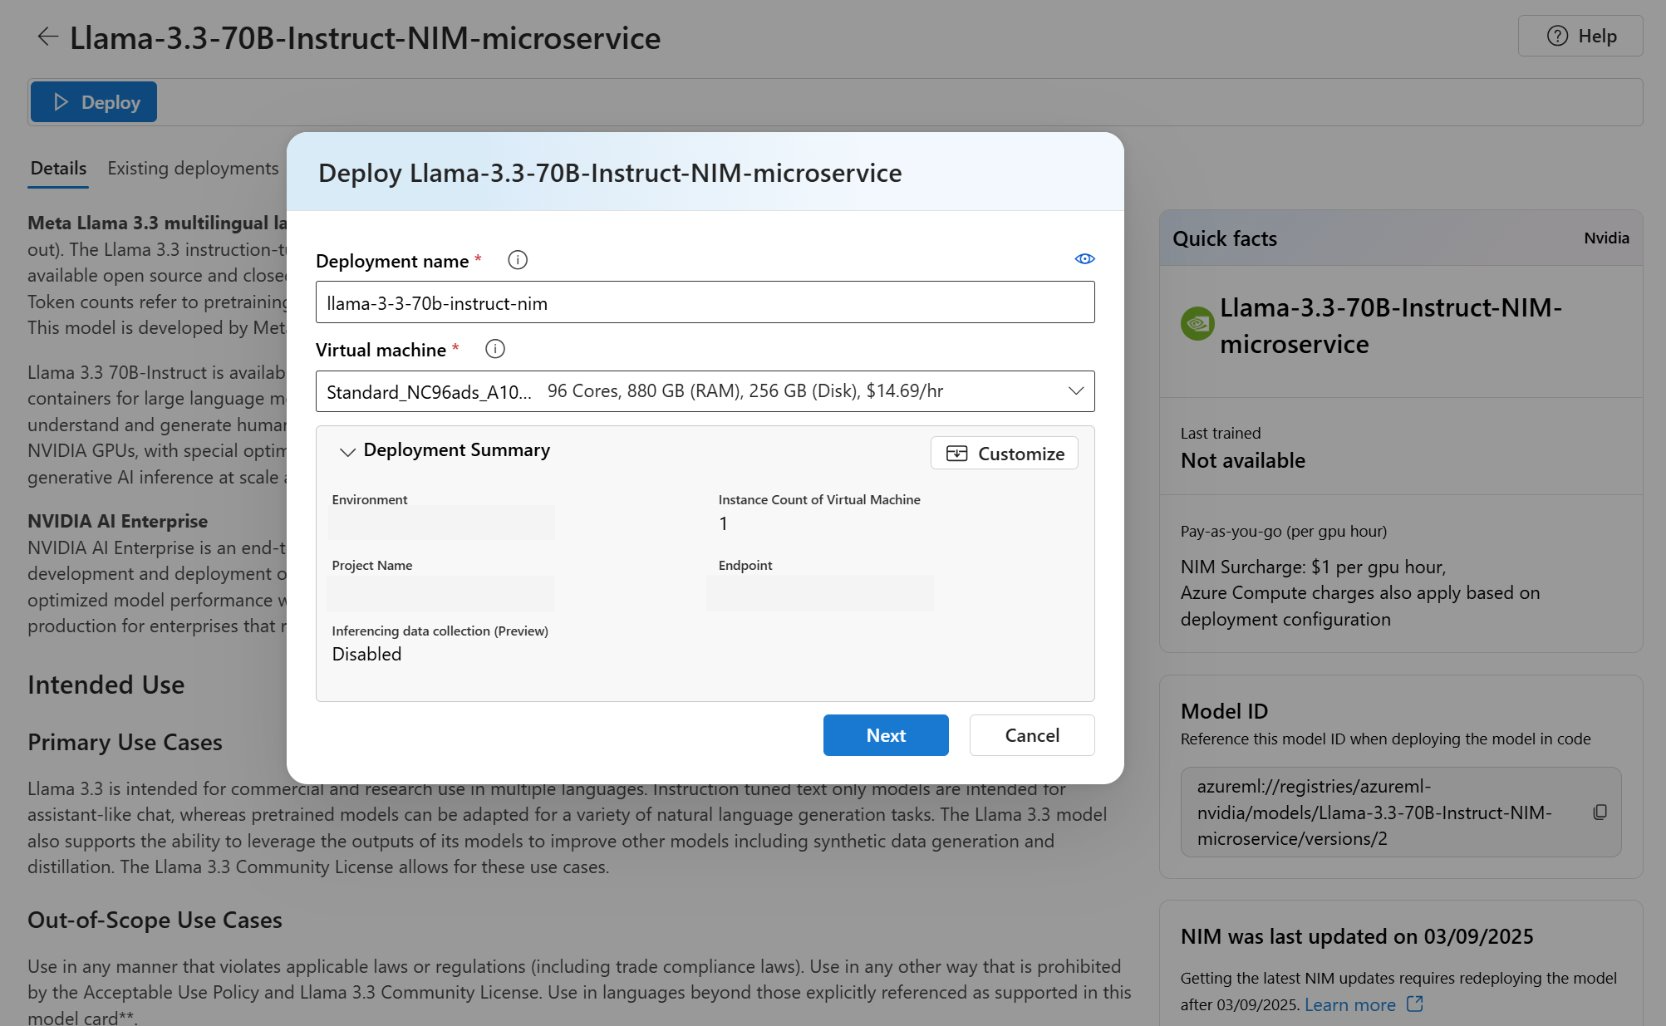 Llama-3.3-70B-Instruct-NIM-microservice
Help
Deploy
Details Existing deployments
Meta Llama 3.3 multilingual
out). The Llama 3.3
available open source and
Token counts refer to
This model is developed by
Llama 3.3 70B-Instruct is
containers for large language
understand and generate
NVIDIA GPUs, with special
generative AI inference at scale
NVIDIA AI Enterprise
NVIDIA AI Enterprise is an
development and deployment
optimized model performance
production for enterprises that
Intended Use
Primary Use Cases
Llama 3.3 is intended for commercial and research use in multiple languages. Instruction tuned text only models are intended for
assistant-like chat, whereas pretrained models can be adapted for a variety of natural language generation tasks. The Llama 3.3 model
also supports the ability to leverage the outputs of its models to improve other models including synthetic data generation and
distillation. The Llama 3.3 Community License allows for these use cases.
Out-of-Scope Use Cases
Use in any manner that violates applicable laws or regulations (including trade compliance laws). Use in any other way that is prohibited
by the Acceptable Use Policy and Llama 3.3 Community License. Use in languages beyond those explicitly referenced as supported in this
model card**.
Deploy Llama-3.3-70B-Instruct-NIM-microservice
Deployment name *
llama-3-3-70b-instruct-nim
Virtual machine *
Standard_NC96ads_A10... 96 Cores, 880 GB (RAM), 256 GB (Disk), $14.69/hr
Deployment Summary
Customize
Environment
Instance Count of Virtual Machine
1
Project Name
Endpoint
Inferencing data collection (Preview)
Disabled
Next
Cancel
Quick facts
Nvidia
Llama-3.3-70B-Instruct-NIM-
microservice
Last trained
Not available
Pay-as-you-go (per gpu hour)
NIM Surcharge: $1 per gpu hour,
Azure Compute charges also apply based on
deployment configuration
Model ID
Reference this model ID when deploying the model in code
azureml://registries/azureml-
nvidia/models/Llama-3.3-70B-Instruct-NIM-
microservice/versions/2
NIM was last updated on 03/09/2025
Getting the latest NIM updates requires redeploying the model
after 03/09/2025. Learn more